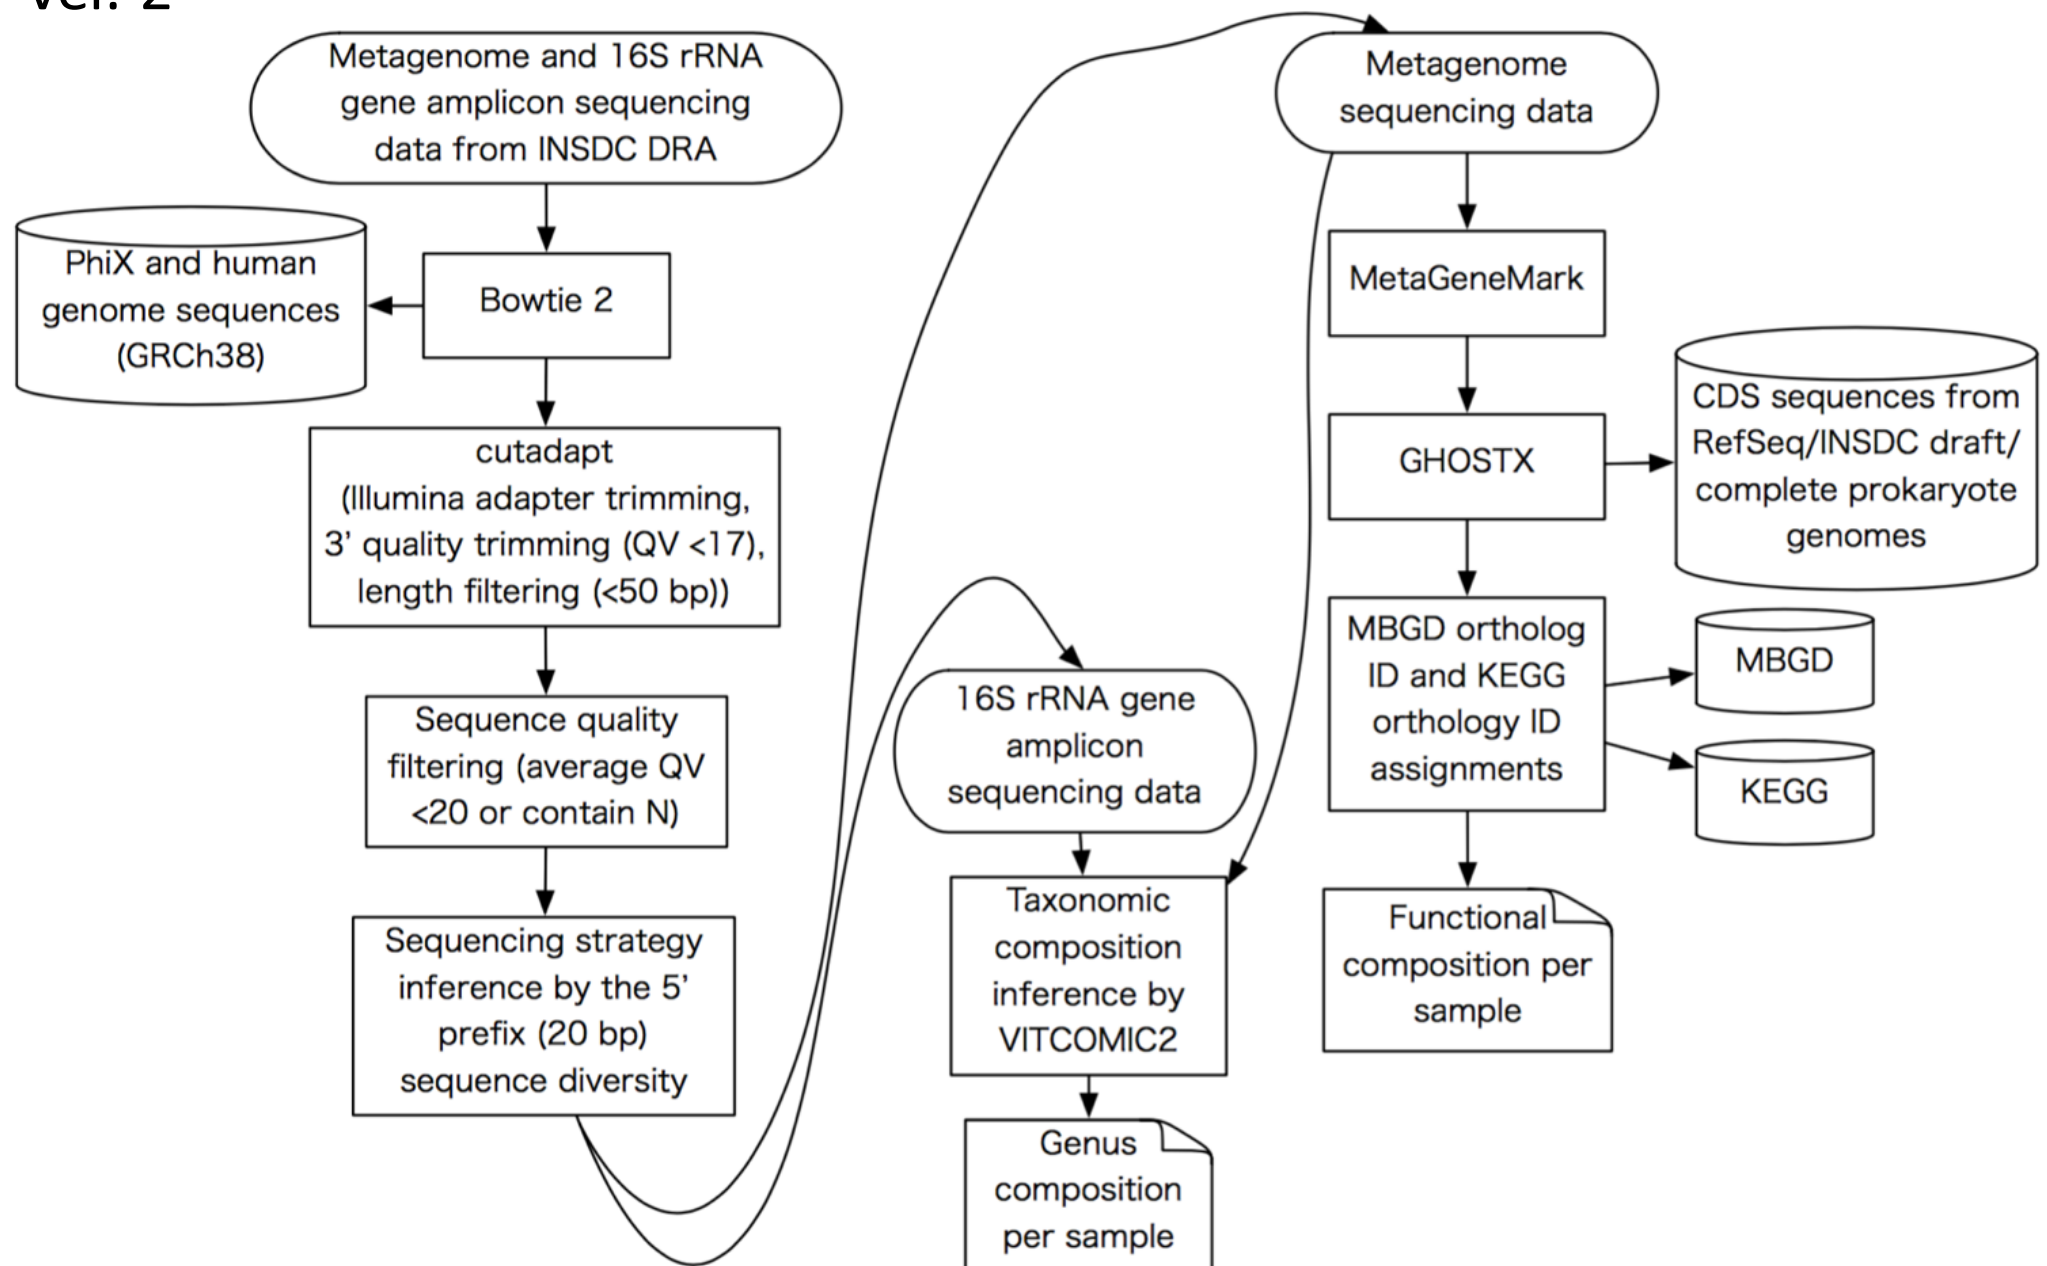 ver. 2
Metagenome and 16S rRNA
gene amplicon sequencing
data from INSDC DRA
PhiX and human
genome sequences
(GRCh38)
Bowtie 2
cutadapt
(Illumina adapter trimming,
3’ quality trimming (QV <17),
length filtering (<50 bp))
Sequence quality
filtering (average QV
<20 or contain N)
Sequencing strategy
inference by the 5’
prefix (20 bp)
sequence diversity
16S rRNA gene
amplicon
sequencing data
Taxonomic
composition
inference by
VITCOMIC2
Genus
composition
per sample
Metagenome
sequencing data
MetaGeneMark
GHOSTX
CDS sequences from
RefSeq/INSDC draft/
complete prokaryote
genomes
MBGD ortholog
ID and KEGG
orthology ID
assignments
MBGD
KEGG
Functional
composition per
sample